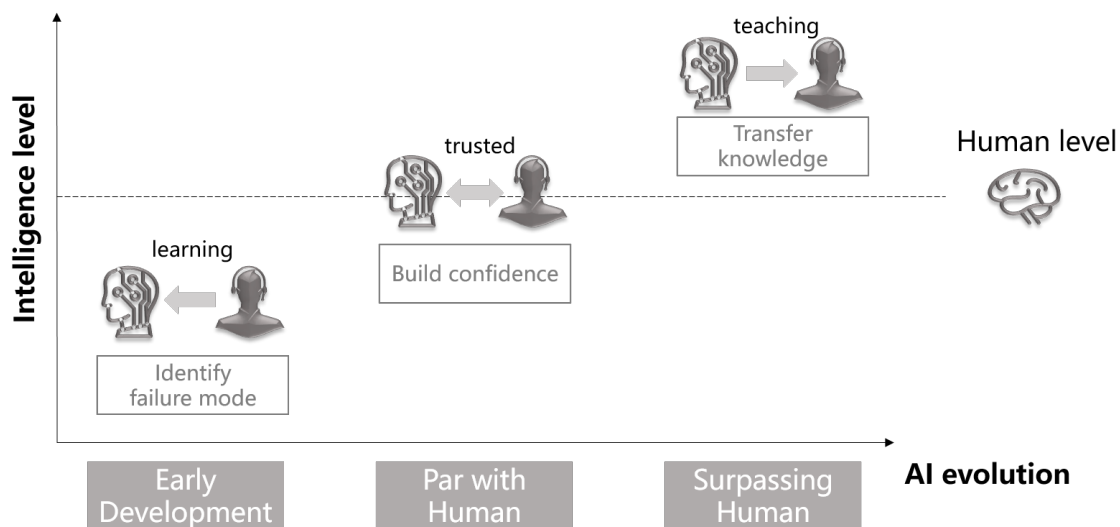 teaching
Transfer
knowledge
Human level
trusted
Build confidence
learning
Identify
failure mode
Intelligence level
Early
Development
Par with
Human
Surpassing
Human
AI evolution